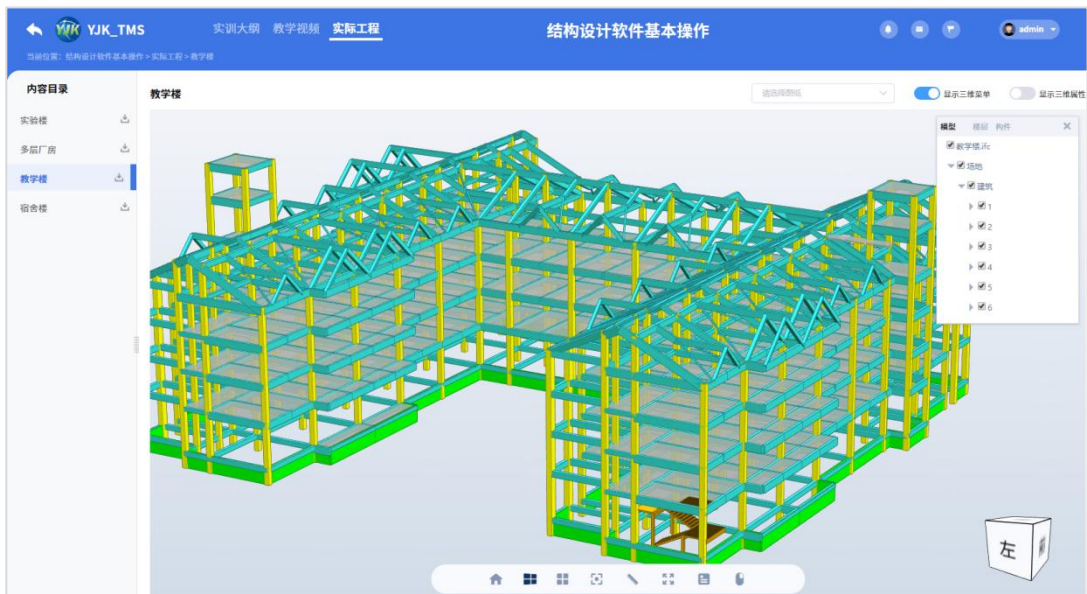 YJK YJK_TMS
实训大纲 教学视频 实际工程
结构设计软件基本操作
admin
当前位置：结构设计软件基本操作 > 实际工程 > 教学楼
内容目录
实验楼
多层厂房
教学楼
宿舍楼
教学楼
请选择图纸
显示三维菜单
显示三维属性
模型 楼层 构件
教学楼.ifc
场地
建筑
1
2
3
4
5
6
左